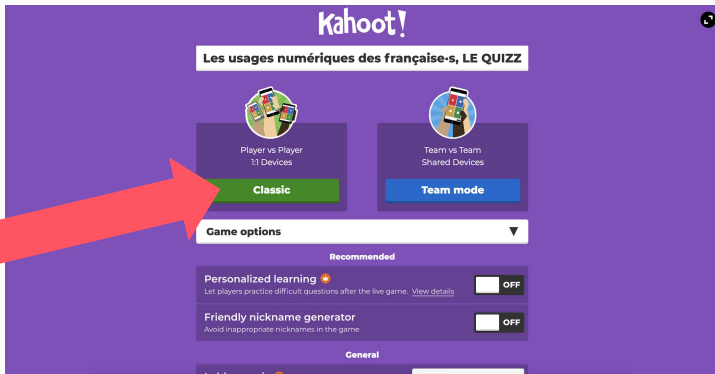 Kahoot!
Les usages numériques des française·s, LE QUIZZ
Player vs Player
1:1 Devices
Classic
Team vs Team
Shared Devices
Team mode
Game options
Recommended
Personalized learning
Let players practice difficult questions after the live game. View details
OFF
Friendly nickname generator
Avoid inappropriate nicknames in the game
OFF
General